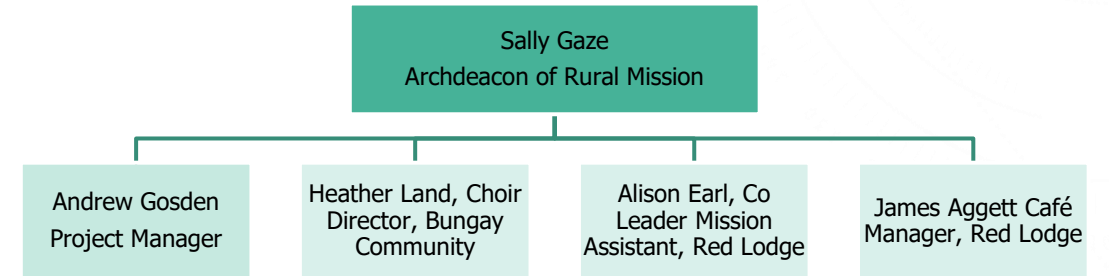 Sally Gaze
Archdeacon of Rural Mission
Andrew Gosden
Project Manager
Heather Land, Choir
Director, Bungay
Community
Alison Earl, Co
Leader Mission
Assistant, Red Lodge
James Aggett Café
Manager, Red Lodge